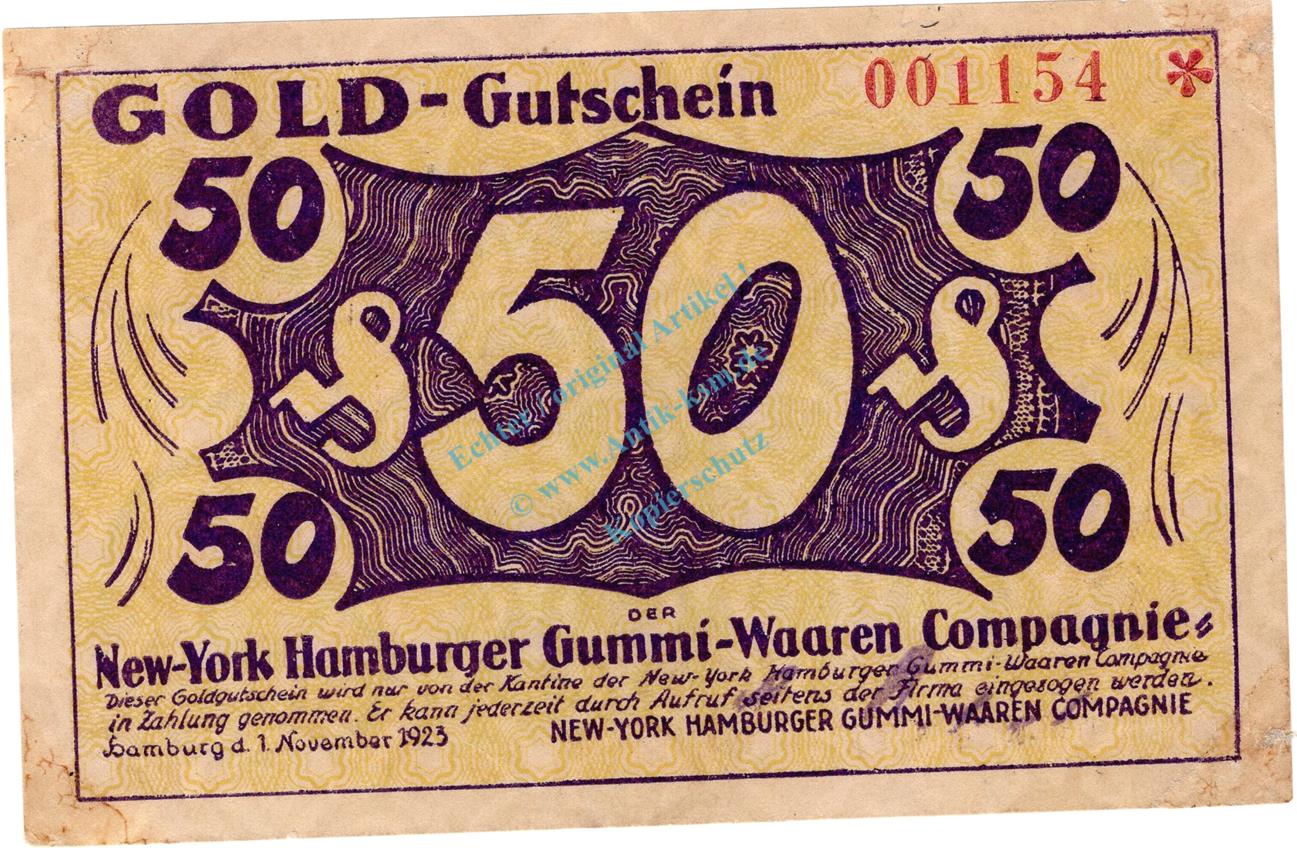 GOLD-Gutschein 001154 *
50 50
50
50 50
DER
New-York Hamburger Gummi-Waaren Compagnie
Dieser Goldgutschein wird nur von der Kantine der New-York Hamburger Gummi-Waaren Compagnie
in Zahlung genommen. Er kann jederzeit durch Aufruf seitens der Firma eingezogen werden.
Hamburg d. 1. November 1923
NEW-YORK HAMBURGER GUMMI-WAAREN COMPAGNIE
Echter / original Artikel !
© www.Antik-kam.de
Kopierschutz